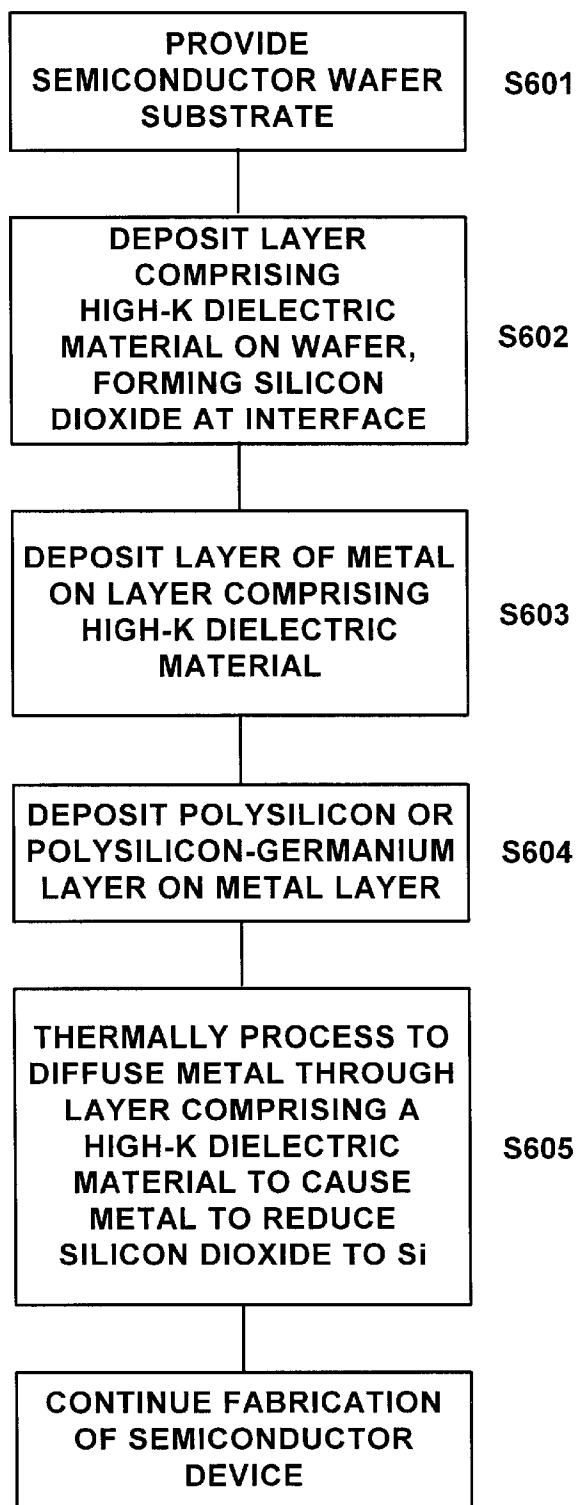 PROVIDE
SEMICONDUCTOR WAFER
SUBSTRATE
S601
DEPOSIT LAYER
COMPRISING
HIGH-K DIELECTRIC
MATERIAL ON WAFER,
FORMING SILICON
DIOXIDE AT INTERFACE
S602
DEPOSIT LAYER OF METAL
ON LAYER COMPRISING
HIGH-K DIELECTRIC
MATERIAL
S603
DEPOSIT POLYSILICON OR
POLYSILICON-GERMANIUM
LAYER ON METAL LAYER
S604
THERMALLY PROCESS TO
DIFFUSE METAL THROUGH
LAYER COMPRISING A
HIGH-K DIELECTRIC
MATERIAL TO CAUSE
METAL TO REDUCE
SILICON DIOXIDE TO Si
S605
CONTINUE FABRICATION
OF SEMICONDUCTOR
DEVICE